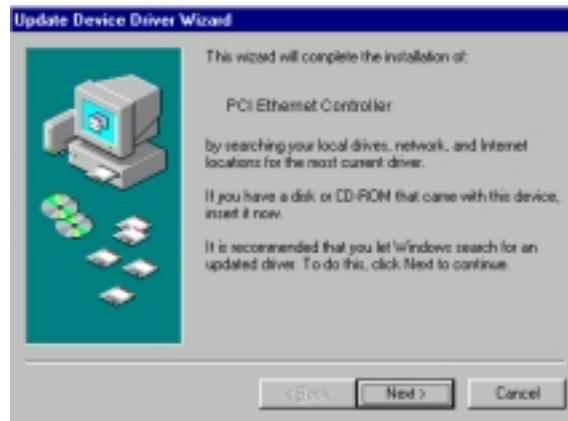 Update Device Driver Wizard
This wizard will complete the installation of:
PCI Ethernet Controller
by searching your local drives, network, and Internet
locations for the most current driver.
If you have a disk or CD-ROM that came with this device,
insert it now.
It is recommended that you let Windows search for an
updated driver. To do this, click Next to continue.
< Back
Next >
Cancel